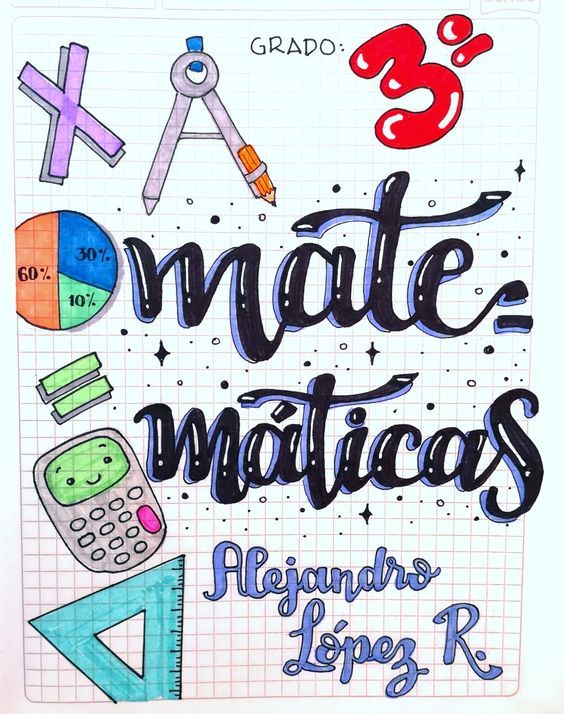 GRADO: 3°
30%
60%
10%
mate-
máticas
Alejandro
López R.